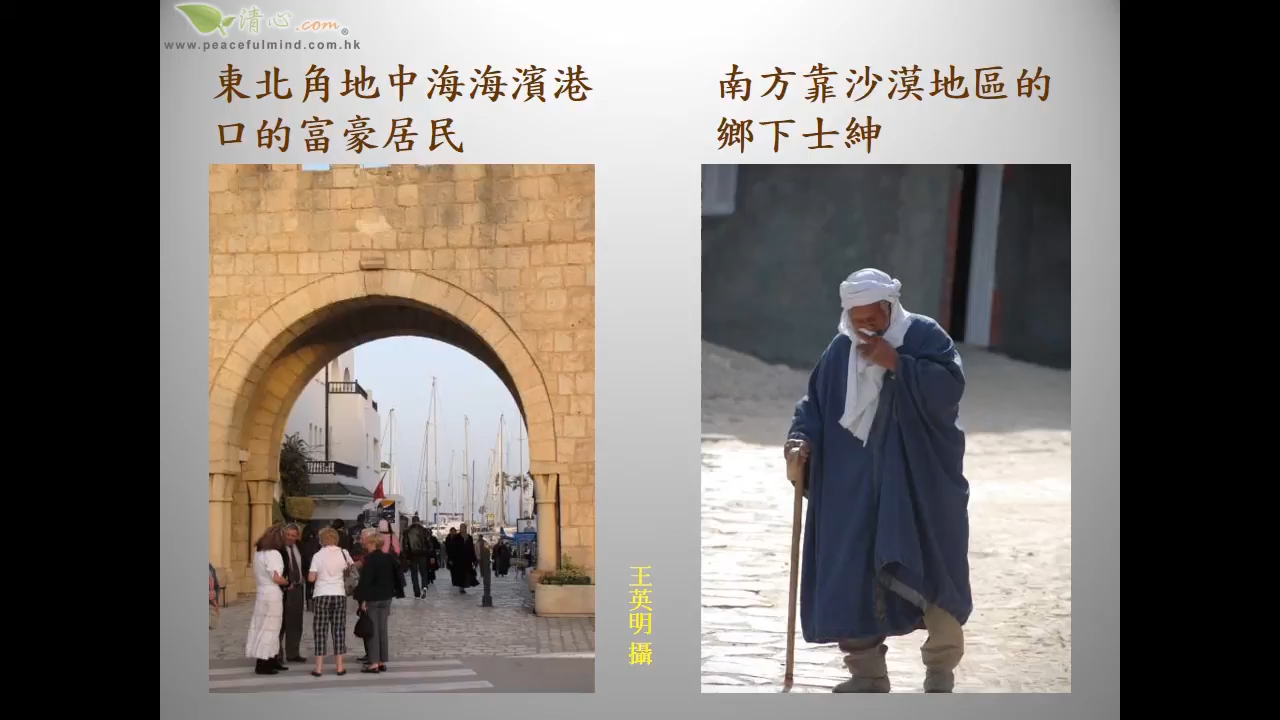 清心.com®
www.peacefulmind.com.hk
東北角地中海海濱港
口的富豪居民
南方靠沙漠地區的
鄉下士紳
王英明 攝